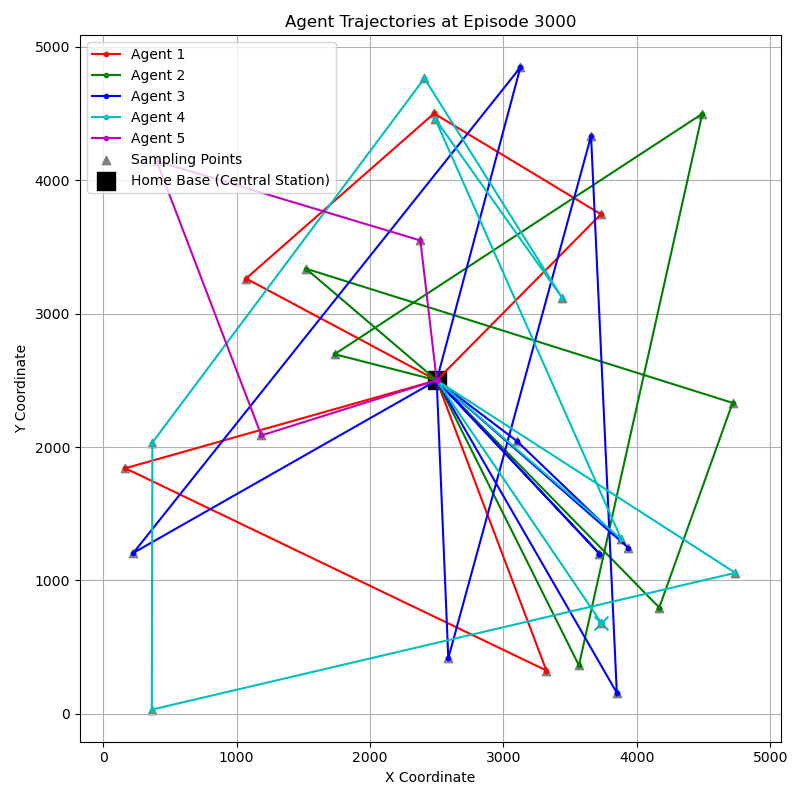 Agent Trajectories at Episode 3000
Agent 1
Agent 2
Agent 3
Agent 4
Agent 5
Sampling Points
Home Base (Central Station)
Y Coordinate
5000
4000
3000
2000
1000
0
0 1000 2000 3000 4000 5000
X Coordinate